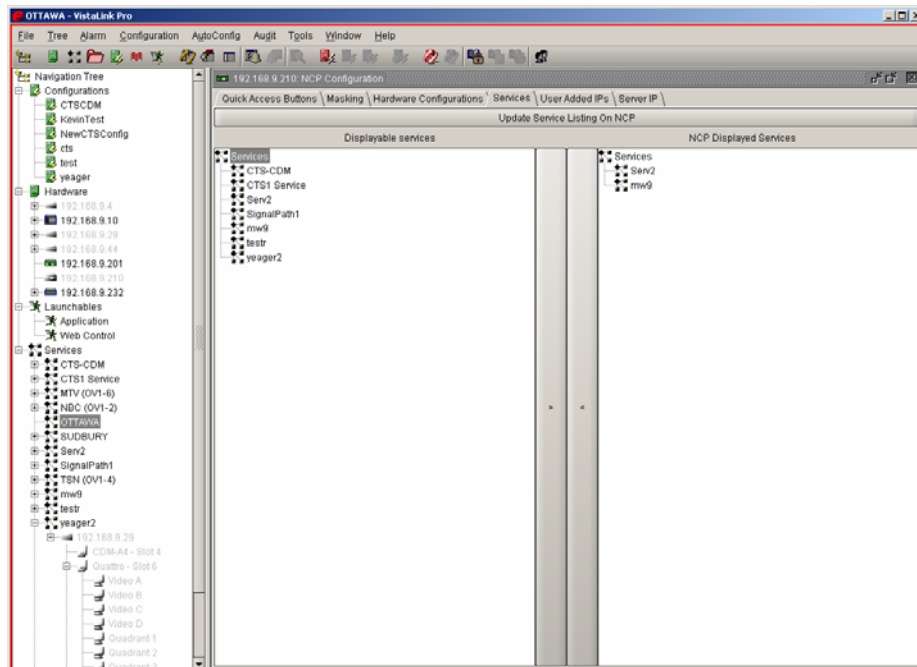 OTTAWA - VistaLink Pro
File Tree Alarm Configuration AutoConfig Audit Tools Window Help
Navigation Tree
Configurations
CTSCDM
KevinTest
NewCTSConfig
cts
test
yeager
Hardware
192.168.9.4
192.168.9.10
192.168.9.29
192.168.9.44
192.168.9.201
192.168.9.210
192.168.9.232
Launchables
Application
Web Control
Services
CTS-CDM
CTS1 Service
MTV (OV1-6)
NBC (OV1-2)
OTTAWA
SUDBURY
Serv2
SignalPath1
TSN (OV1-4)
mw9
testr
yeager2
192.168.9.29
CDM-A4 - Slot 4
Quattro - Slot 6
Video A
Video B
Video C
Video D
Quadrant 1
Quadrant 2
Quadrant 3
192.168.9.210: NCP Configuration
Quick Access Buttons \ Masking \ Hardware Configurations \ Services \ User Added IPs \ Server IP \
Update Service Listing On NCP
Displayable services
Services
CTS-CDM
CTS1 Service
Serv2
SignalPath1
mw9
testr
yeager2
> <
NCP Displayed Services
Services
Serv2
mw9